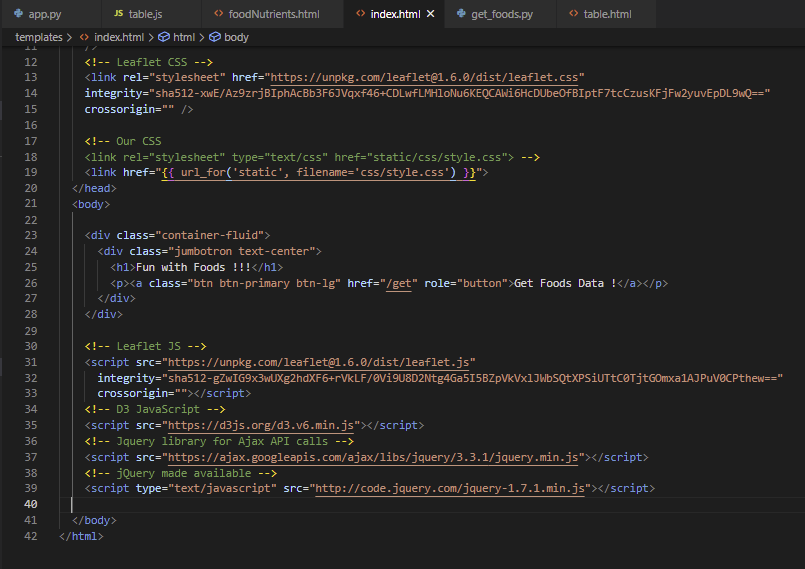 app.py table.js foodNutrients.html index.html get_foods.py table.html
templates > index.html > html > body
11 />
12 <!-- Leaflet CSS -->
13 <link rel="stylesheet" href="https://unpkg.com/leaflet@1.6.0/dist/leaflet.css"
14 integrity="sha512-xwE/Az9zrjBIphAcBb3F6JVqxf46+CDLwfLMHloNu6KEQCAWi6HcDUbeOfBIptF7tcCzusKFjFw2yuvEpDL9wQ=="
15 crossorigin="" />
16
17 <!-- Our CSS
18 <link rel="stylesheet" type="text/css" href="static/css/style.css"> -->
19 <link href="{{ url_for('static', filename='css/style.css') }}">
20 </head>
21 <body>
22
23 <div class="container-fluid">
24 <div class="jumbotron text-center">
25 <h1>Fun with Foods !!!</h1>
26 <p><a class="btn btn-primary btn-lg" href="/get" role="button">Get Foods Data !</a></p>
27 </div>
28 </div>
29
30 <!-- Leaflet JS -->
31 <script src="https://unpkg.com/leaflet@1.6.0/dist/leaflet.js"
32 integrity="sha512-gZwIG9x3wUXg2hdXF6+rVkLF/0Vi9U8D2Ntg4Ga5I5BZpVkVxlJWbSQtXPSiUTtC0TjtGOmxa1AJPuV0CPthew=="
33 crossorigin=""></script>
34 <!-- D3 JavaScript -->
35 <script src="https://d3js.org/d3.v6.min.js"></script>
36 <!-- Jquery library for Ajax API calls -->
37 <script src="https://ajax.googleapis.com/ajax/libs/jquery/3.3.1/jquery.min.js"></script>
38 <!-- jQuery made available -->
39 <script type="text/javascript" src="http://code.jquery.com/jquery-1.7.1.min.js"></script>
40
41 </body>
42 </html>